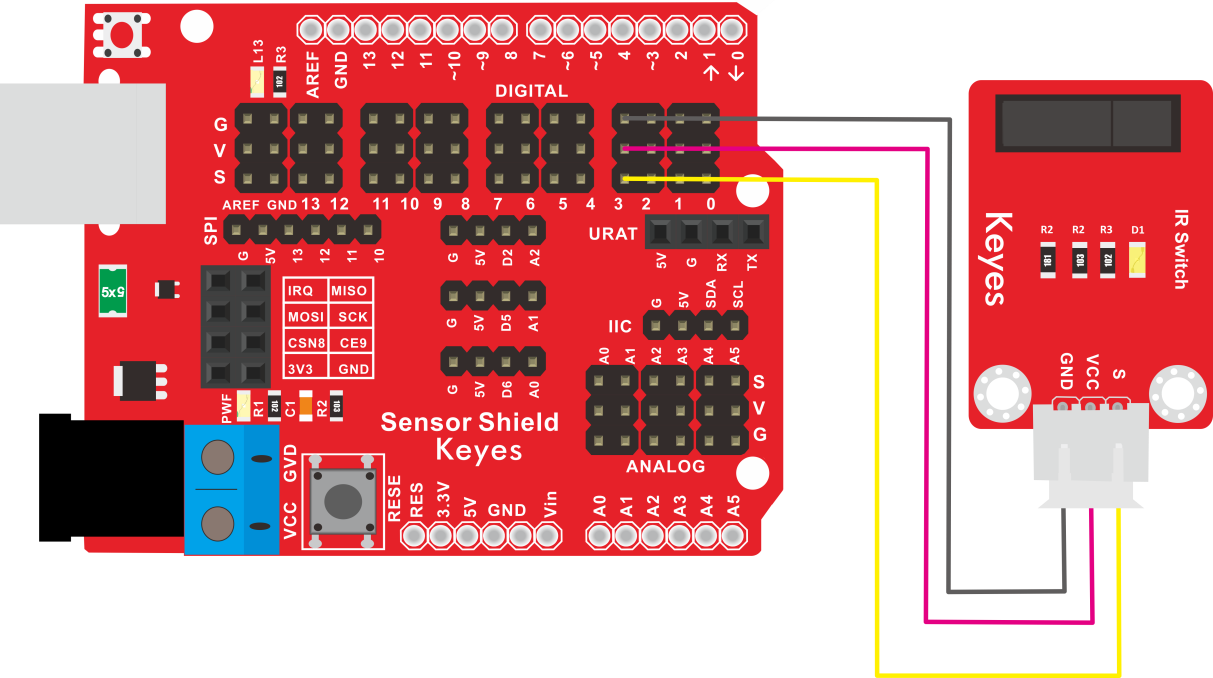 L13 R3
AREF GND 13 12 11 ~10 ~9 8 7 ~6 ~5 4 ~3 2 →1 ←0
102
DIGITAL
G
V
S
AREF GND 13 12 11 10 9 8 7 6 5 4 3 2 1 0
SPI
G 5V 13 12 11 10
G 5V D2 A2
URAT
5V G RX TX
5x5
IRQ MISO
MOSI SCK
CSN8 CE9
3V3 GND
G 5V D5 A1
IIC
G 5V SDA SCL
G 5V D6 A0
A0 A1 A2 A3 A4 A5
S
V
G
ANALOG
PWF R1 102 C1 R2 103
Sensor Shield
Keyes
GVD
VCC
RESE
RES 3.3V 5V GND Vin
A0 A1 A2 A3 A4 A5
Keyes
R2 R2 R3 D1
181 103 102
IR Switch
GND VCC S